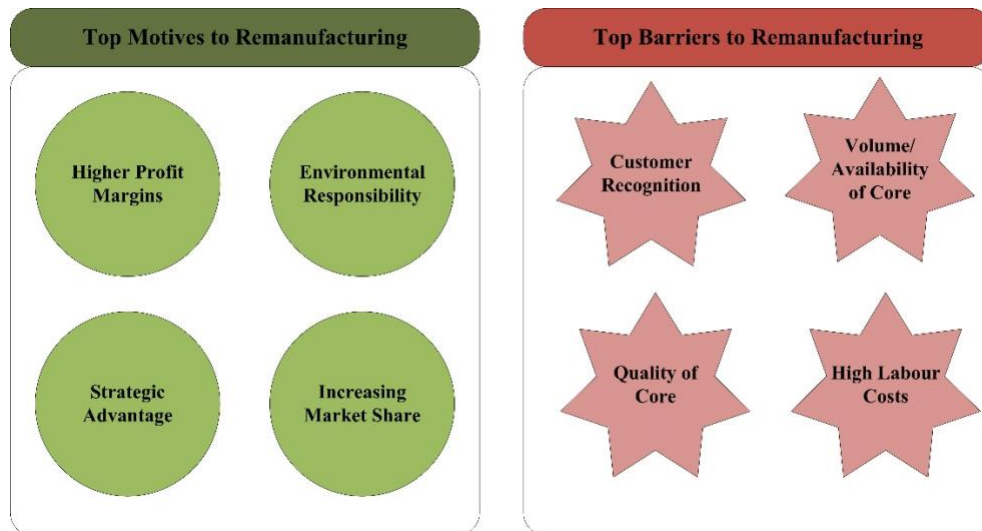 Top Motives to Remanufacturing
Higher Profit
Margins
Environmental
Responsibility
Strategic
Advantage
Increasing
Market Share
Top Barriers to Remanufacturing
Customer
Recognition
Volume/
Availability
of Core
Quality of
Core
High Labour
Costs